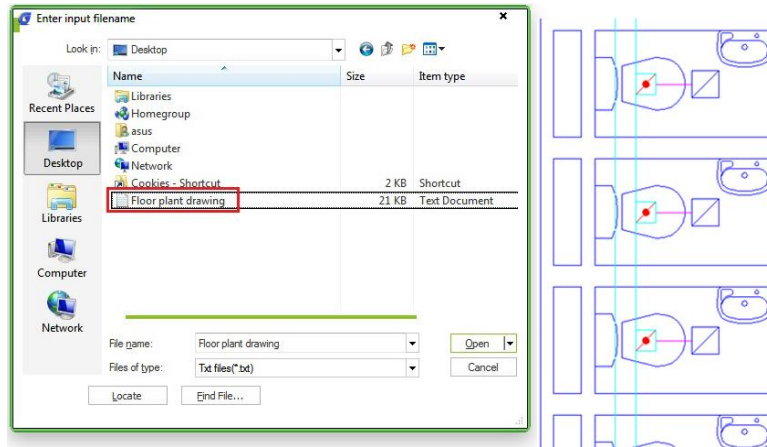 Enter input filename
Look in: Desktop
Name Size Item type
Recent Places
Desktop
Libraries
Computer
Network
Libraries
Homegroup
asus
Computer
Network
Cookies - Shortcut 2 KB Shortcut
Floor plant drawing 21 KB Text Document
File name: Floor plant drawing Open
Files of type: Txt files(*.txt) Cancel
Locate Find File...